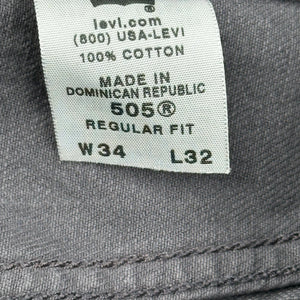 levi.com
(800) USA-LEVI
100% COTTON
MADE IN
DOMINICAN REPUBLIC
505®
REGULAR FIT
W34 L32